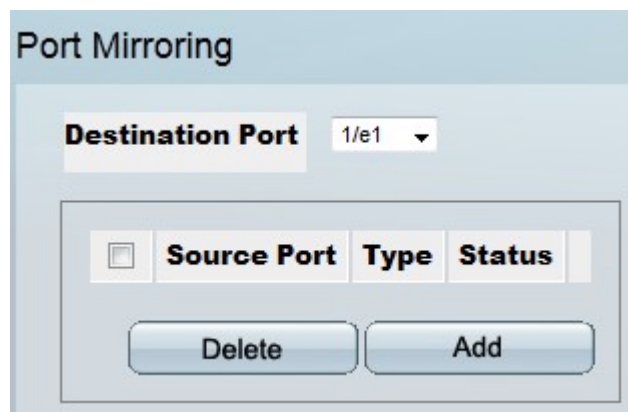 Port Mirroring
Destination Port 1/e1
Source Port Type Status
Delete Add